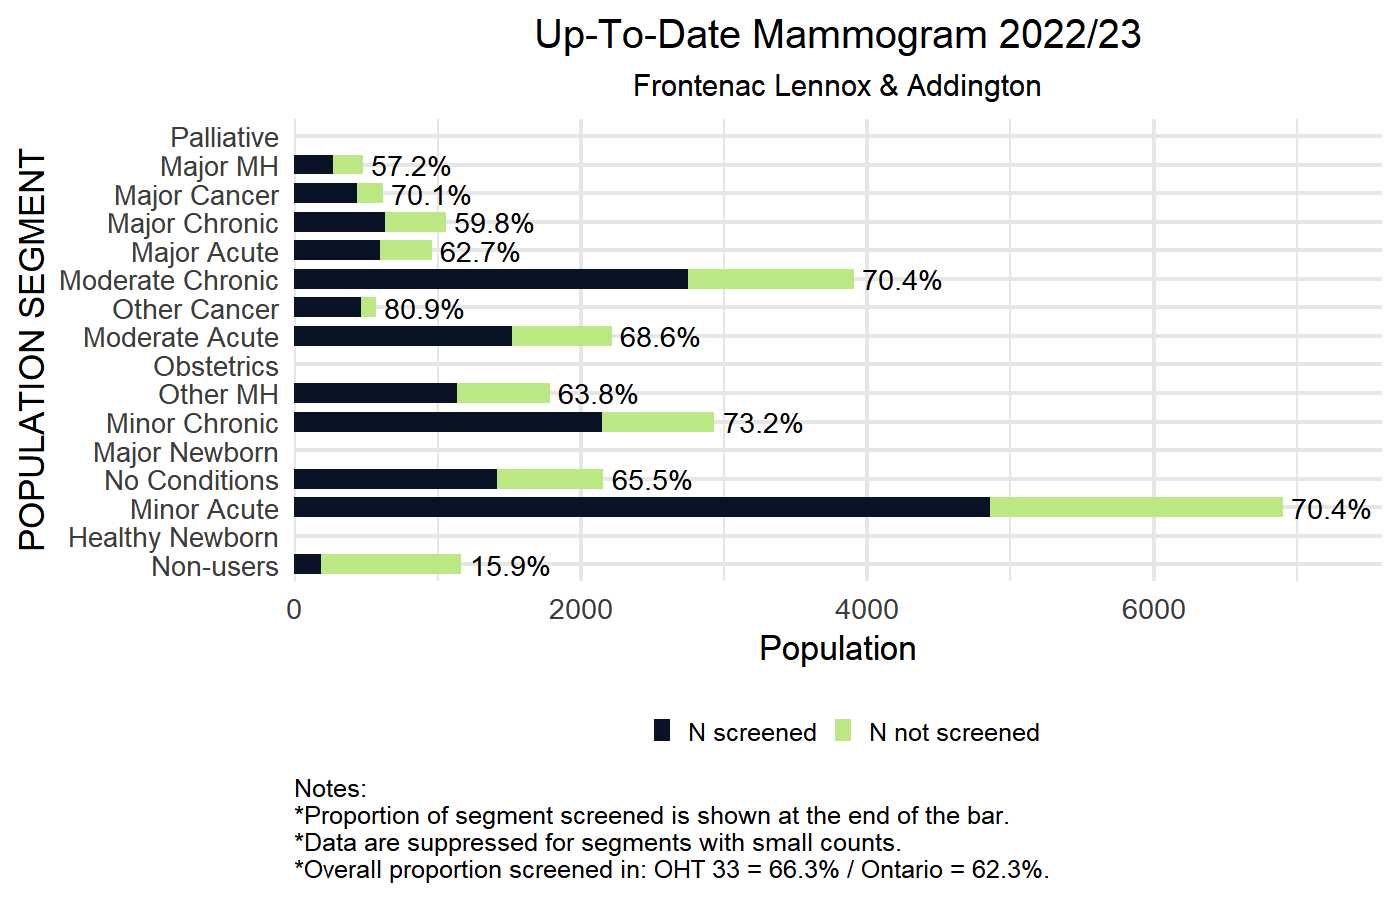 Up-To-Date Mammogram 2022/23
Frontenac Lennox & Addington
POPULATION SEGMENT
Palliative
Major MH 57.2%
Major Cancer 70.1%
Major Chronic 59.8%
Major Acute 62.7%
Moderate Chronic 70.4%
Other Cancer 80.9%
Moderate Acute 68.6%
Obstetrics
Other MH 63.8%
Minor Chronic 73.2%
Major Newborn
No Conditions 65.5%
Minor Acute 70.4%
Healthy Newborn
Non-users 15.9%
0 2000 4000 6000
Population
N screened N not screened
Notes:
*Proportion of segment screened is shown at the end of the bar.
*Data are suppressed for segments with small counts.
*Overall proportion screened in: OHT 33 = 66.3% / Ontario = 62.3%.